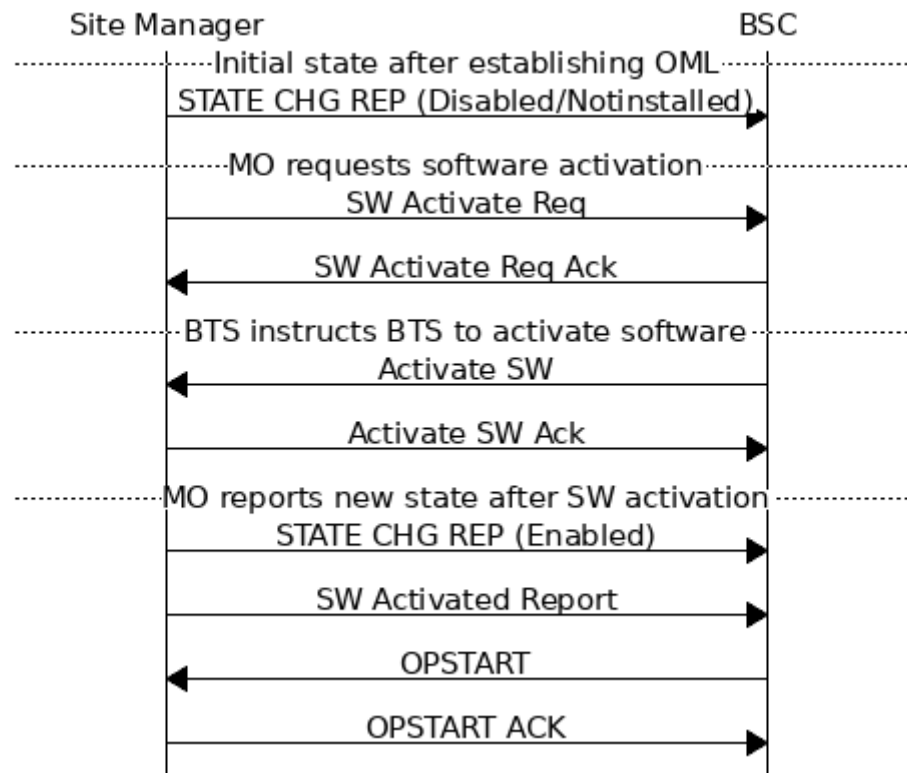 Site Manager BSC
Initial state after establishing OML
STATE CHG REP (Disabled/Notinstalled)
MO requests software activation
SW Activate Req
SW Activate Req Ack
BTS instructs BTS to activate software
Activate SW
Activate SW Ack
MO reports new state after SW activation
STATE CHG REP (Enabled)
SW Activated Report
OPSTART
OPSTART ACK